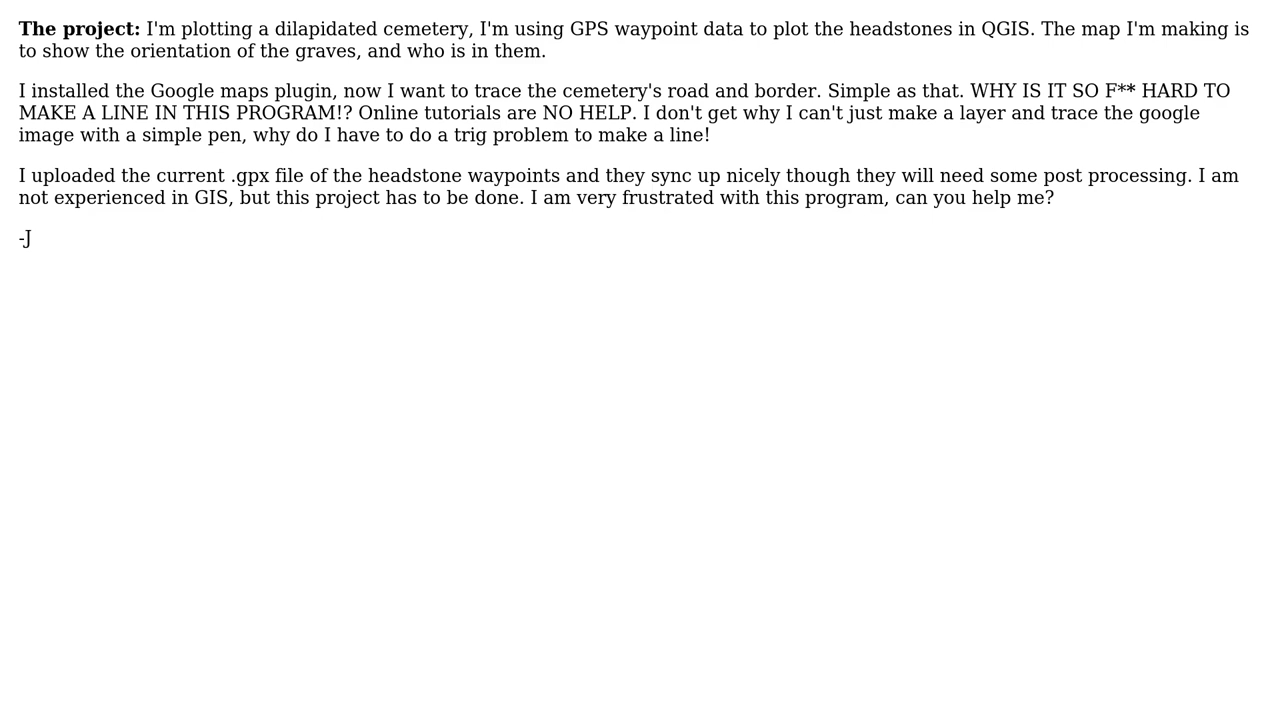 The project: I'm plotting a dilapidated cemetery, I'm using GPS waypoint data to plot the headstones in QGIS. The map I'm making is
to show the orientation of the graves, and who is in them.
I installed the Google maps plugin, now I want to trace the cemetery's road and border. Simple as that. WHY IS IT SO F** HARD TO
MAKE A LINE IN THIS PROGRAM!? Online tutorials are NO HELP. I don't get why I can't just make a layer and trace the google
image with a simple pen, why do I have to do a trig problem to make a line!
I uploaded the current .gpx file of the headstone waypoints and they sync up nicely though they will need some post processing. I am
not experienced in GIS, but this project has to be done. I am very frustrated with this program, can you help me?
-J